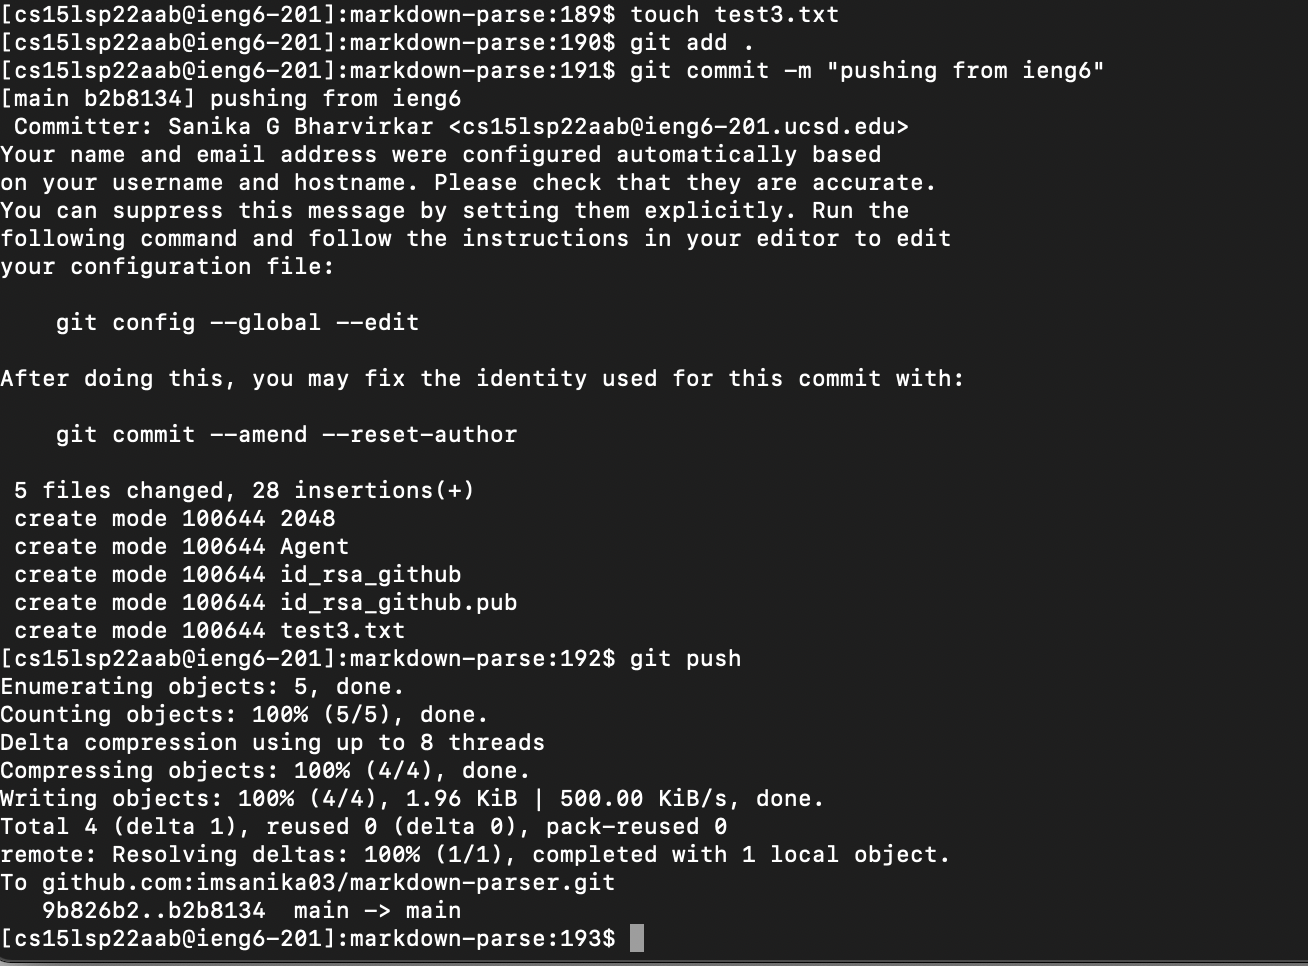 [cs15lsp22aab@ieng6-201]:markdown-parse:189$ touch test3.txt
[cs15lsp22aab@ieng6-201]:markdown-parse:190$ git add .
[cs15lsp22aab@ieng6-201]:markdown-parse:191$ git commit -m "pushing from ieng6"
[main b2b8134] pushing from ieng6
 Committer: Sanika G Bharvirkar <cs15lsp22aab@ieng6-201.ucsd.edu>
Your name and email address were configured automatically based
on your username and hostname. Please check that they are accurate.
You can suppress this message by setting them explicitly. Run the
following command and follow the instructions in your editor to edit
your configuration file:

    git config --global --edit

After doing this, you may fix the identity used for this commit with:

    git commit --amend --reset-author

 5 files changed, 28 insertions(+)
 create mode 100644 2048
 create mode 100644 Agent
 create mode 100644 id_rsa_github
 create mode 100644 id_rsa_github.pub
 create mode 100644 test3.txt
[cs15lsp22aab@ieng6-201]:markdown-parse:192$ git push
Enumerating objects: 5, done.
Counting objects: 100% (5/5), done.
Delta compression using up to 8 threads
Compressing objects: 100% (4/4), done.
Writing objects: 100% (4/4), 1.96 KiB | 500.00 KiB/s, done.
Total 4 (delta 1), reused 0 (delta 0), pack-reused 0
remote: Resolving deltas: 100% (1/1), completed with 1 local object.
To github.com:imsanika03/markdown-parser.git
   9b826b2..b2b8134  main -> main
[cs15lsp22aab@ieng6-201]:markdown-parse:193$